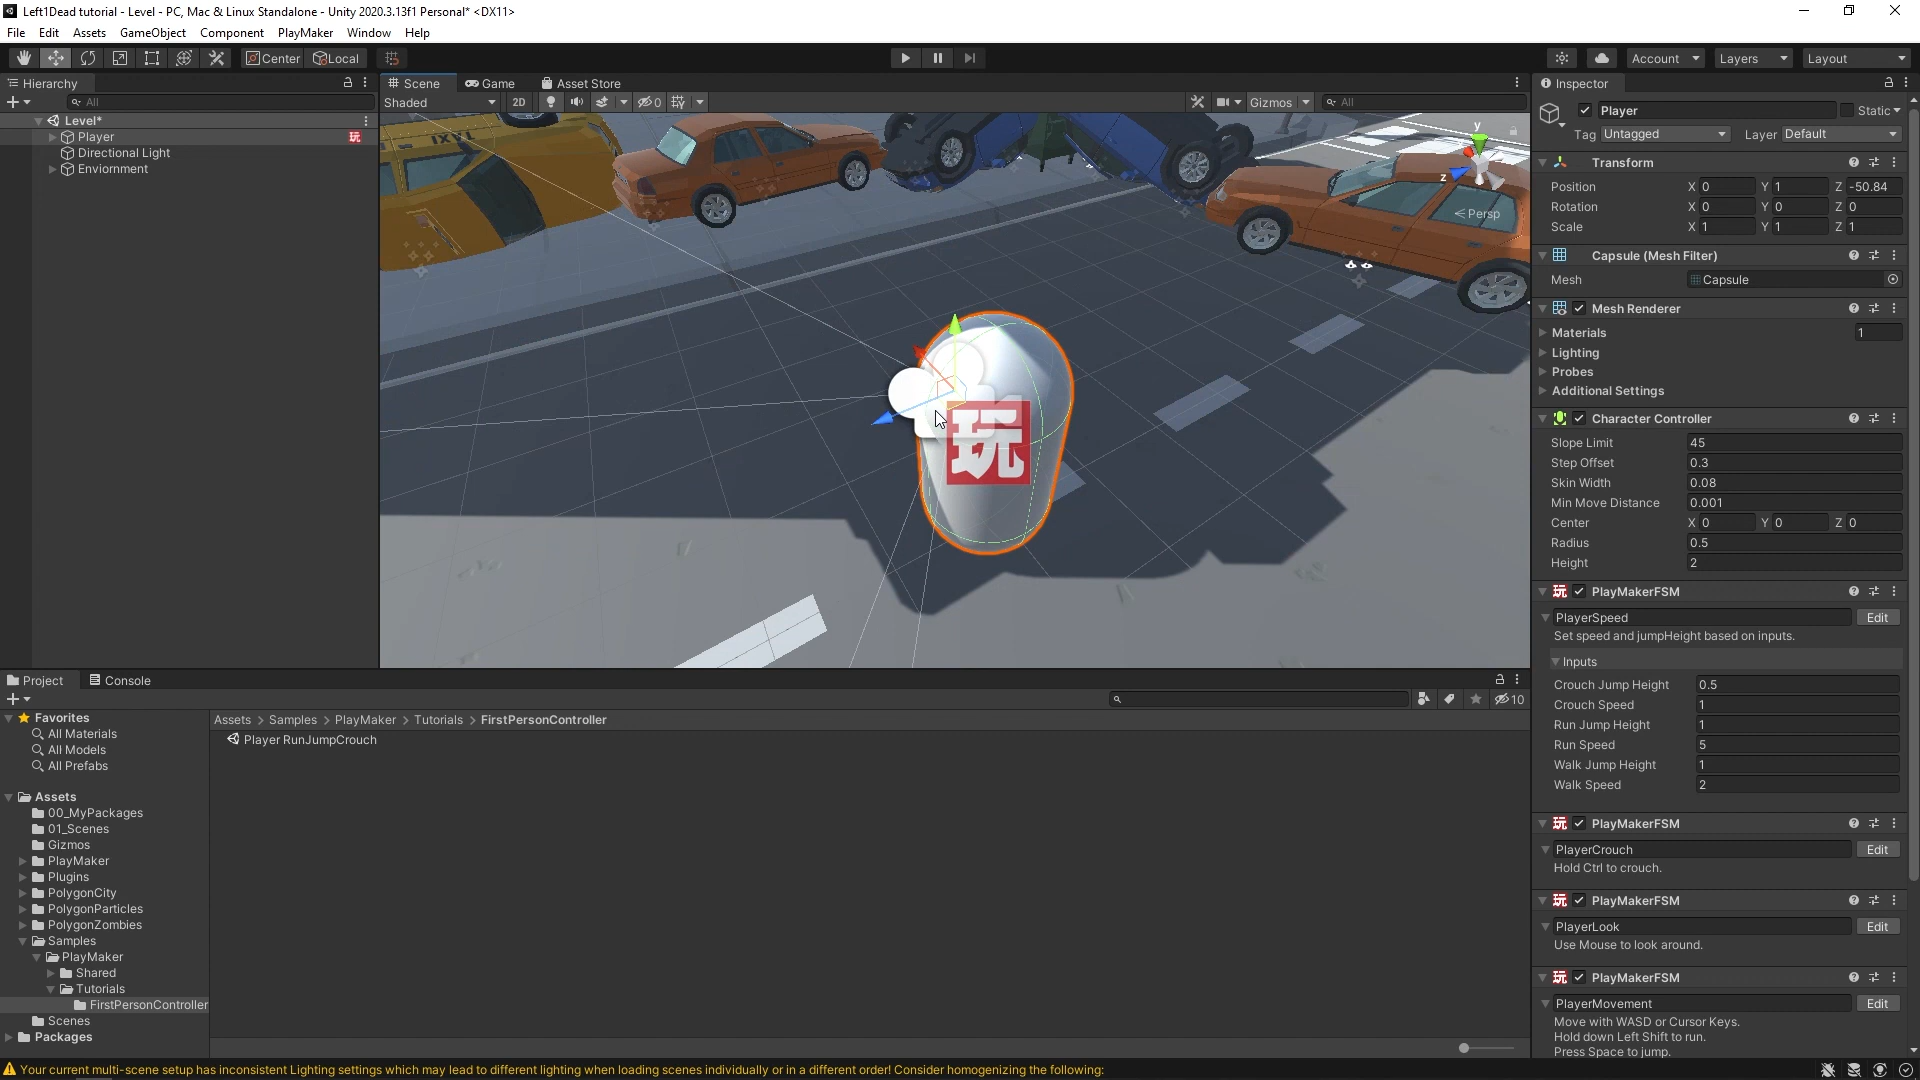 Left1Dead tutorial - Level - PC, Mac & Linux Standalone - Unity 2020.3.13f1 Personal* <DX11>
File Edit Assets GameObject Component PlayMaker Window Help
Center Local Account Layers Layout
Hierarchy
All
Level*
Player 玩
Directional Light
Enviornment
Scene Game Asset Store
Shaded 2D 0 Gizmos All
TAXI
y
z
Persp
玩
Inspector
Player Static
Tag Untagged Layer Default
Transform
Position X 0 Y 1 Z -50.84
Rotation X 0 Y 0 Z 0
Scale X 1 Y 1 Z 1
Capsule (Mesh Filter)
Mesh Capsule
Mesh Renderer
Materials 1
Lighting
Probes
Additional Settings
Character Controller
Slope Limit 45
Step Offset 0.3
Skin Width 0.08
Min Move Distance 0.001
Center X 0 Y 0 Z 0
Radius 0.5
Height 2
玩 PlayMakerFSM
PlayerSpeed Edit
Set speed and jumpHeight based on inputs.
Inputs
Crouch Jump Height 0.5
Crouch Speed 1
Run Jump Height 1
Run Speed 5
Walk Jump Height 1
Walk Speed 2
玩 PlayMakerFSM
PlayerCrouch Edit
Hold Ctrl to crouch.
玩 PlayMakerFSM
PlayerLook Edit
Use Mouse to look around.
玩 PlayMakerFSM
PlayerMovement Edit
Move with WASD or Cursor Keys.
Hold down Left Shift to run.
Press Space to jump.
Project Console
10
Favorites
All Materials
All Models
All Prefabs
Assets
00_MyPackages
01_Scenes
Gizmos
PlayMaker
Plugins
PolygonCity
PolygonParticles
PolygonZombies
Samples
PlayMaker
Shared
Tutorials
FirstPersonController
Scenes
Packages
Assets > Samples > PlayMaker > Tutorials > FirstPersonController
Player RunJumpCrouch
Your current multi-scene setup has inconsistent Lighting settings which may lead to different lighting when loading scenes individually or in a different order! Consider homogenizing the following: